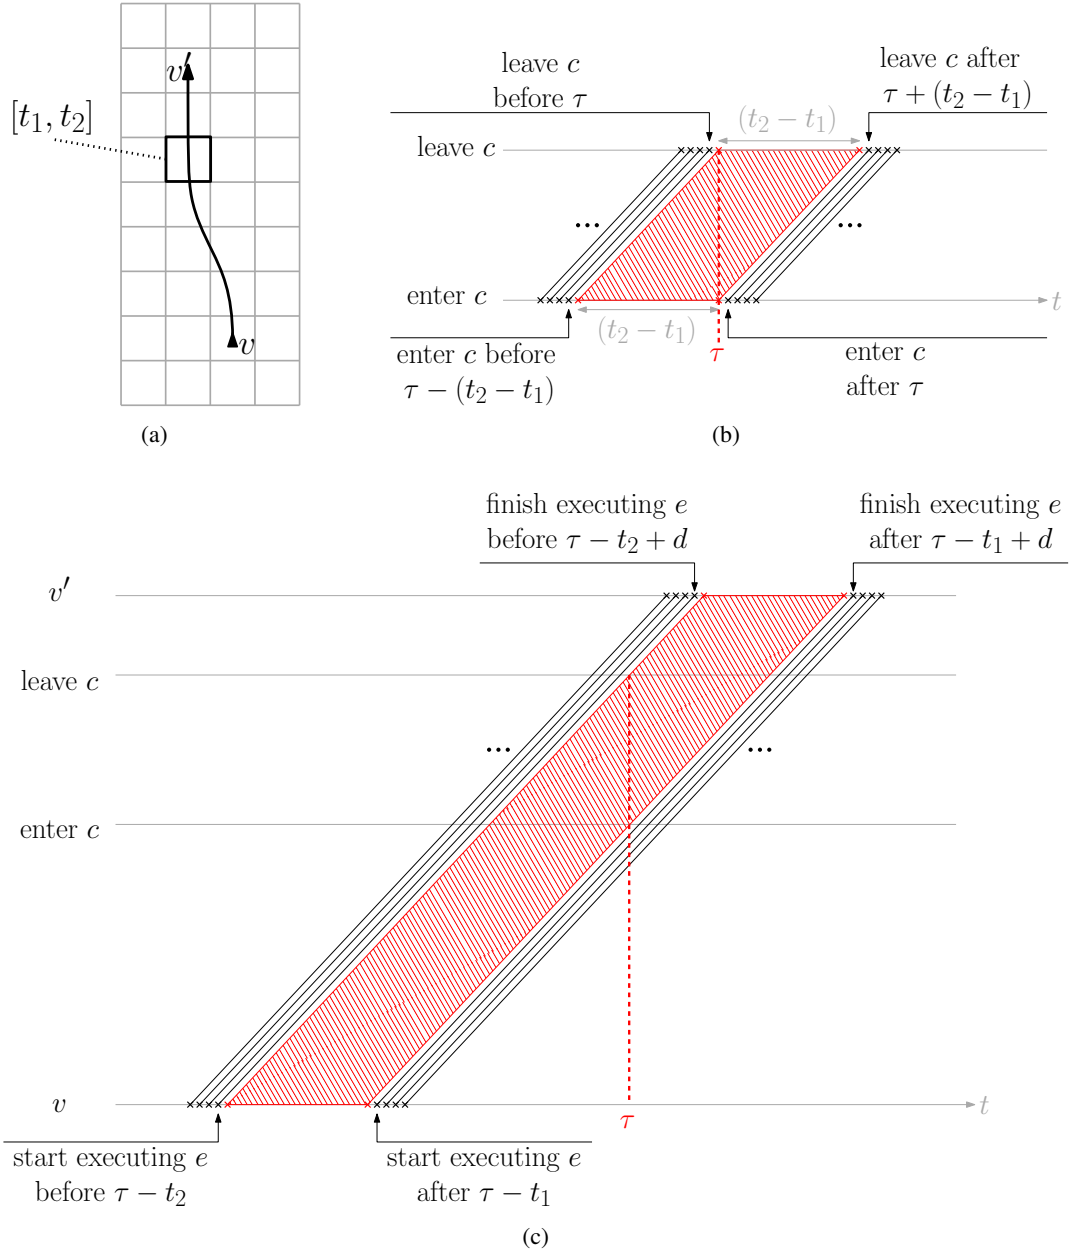 v′
[t₁, t₂]
v
(a)
leave c
before τ
leave c after
τ + (t₂ − t₁)
(t₂ − t₁)
leave c
...
...
enter c
t
(t₂ − t₁)
enter c before
τ − (t₂ − t₁)
τ
enter c
after τ
(b)
finish executing e
before τ − t₂ + d
finish executing e
after τ − t₁ + d
v′
leave c
...
...
enter c
v
t
τ
start executing e
before τ − t₂
start executing e
after τ − t₁
(c)